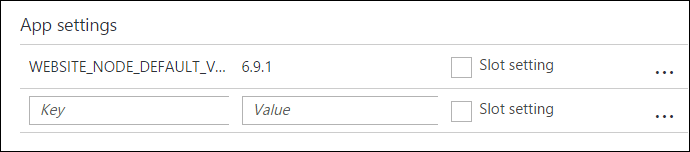 App settings
WEBSITE_NODE_DEFAULT_V... 6.9.1 Slot setting ...
Key Value Slot setting ...